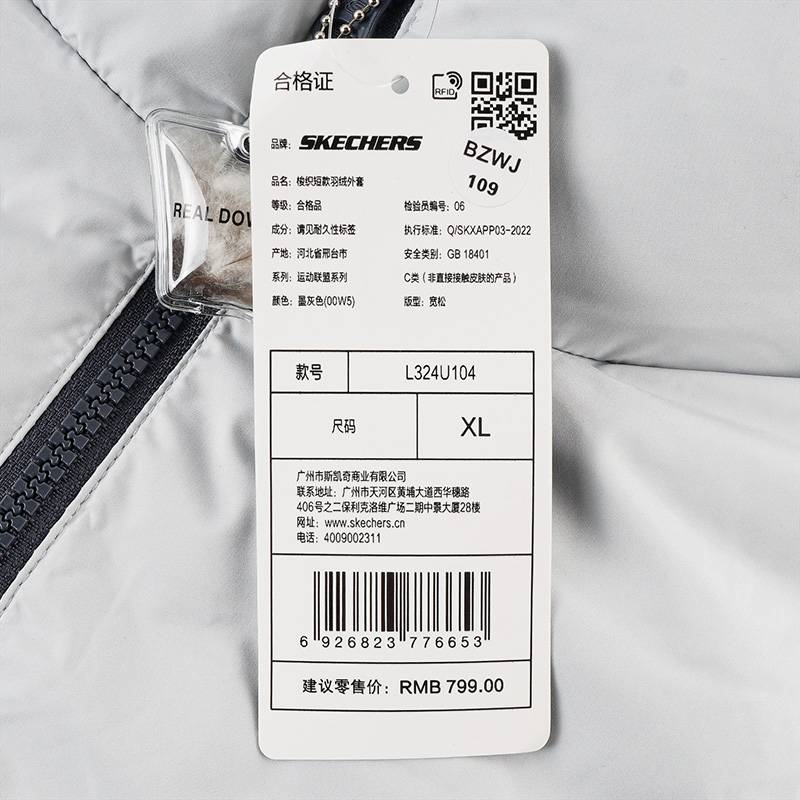 合格证
RFID
品牌: SKECHERS
BZWJ
109
品名: 梭织短款羽绒外套
等级: 合格品
检验员编号: 06
成分: 请见耐久性标签
执行标准: Q/SKXAPP03-2022
产地: 河北省邢台市
安全类别: GB 18401
系列: 运动联盟系列
C类 (非直接接触皮肤的产品)
颜色: 墨灰色(00W5)
版型: 宽松
REAL DOW
款号 L324U104
尺码 XL
广州市斯凯奇商业有限公司
联系地址: 广州市天河区黄埔大道西华穗路
406号之二保利克洛维广场二期中景大厦28楼
网址: www.skechers.cn
电话: 4009002311
6 926823 776653
建议零售价: RMB 799.00